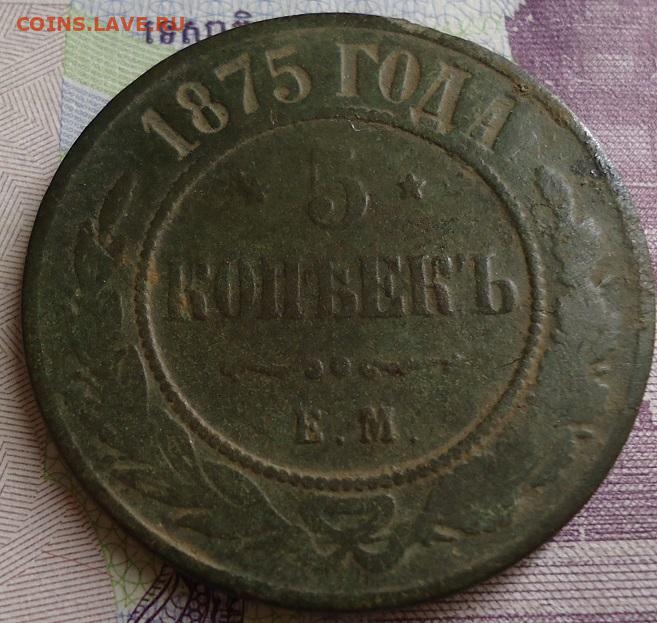 COINS.LAVE.RU
1875 ГОДА
5
КОПѢЕКЪ
Е.М.